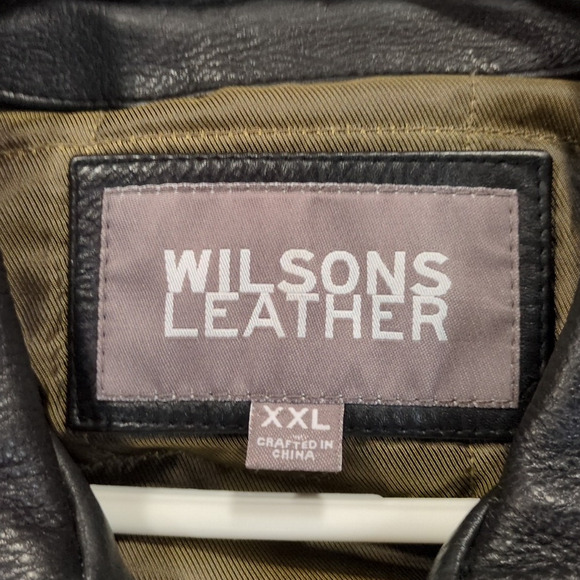 WILSONS
LEATHER
XXL
CRAFTED IN
CHINA